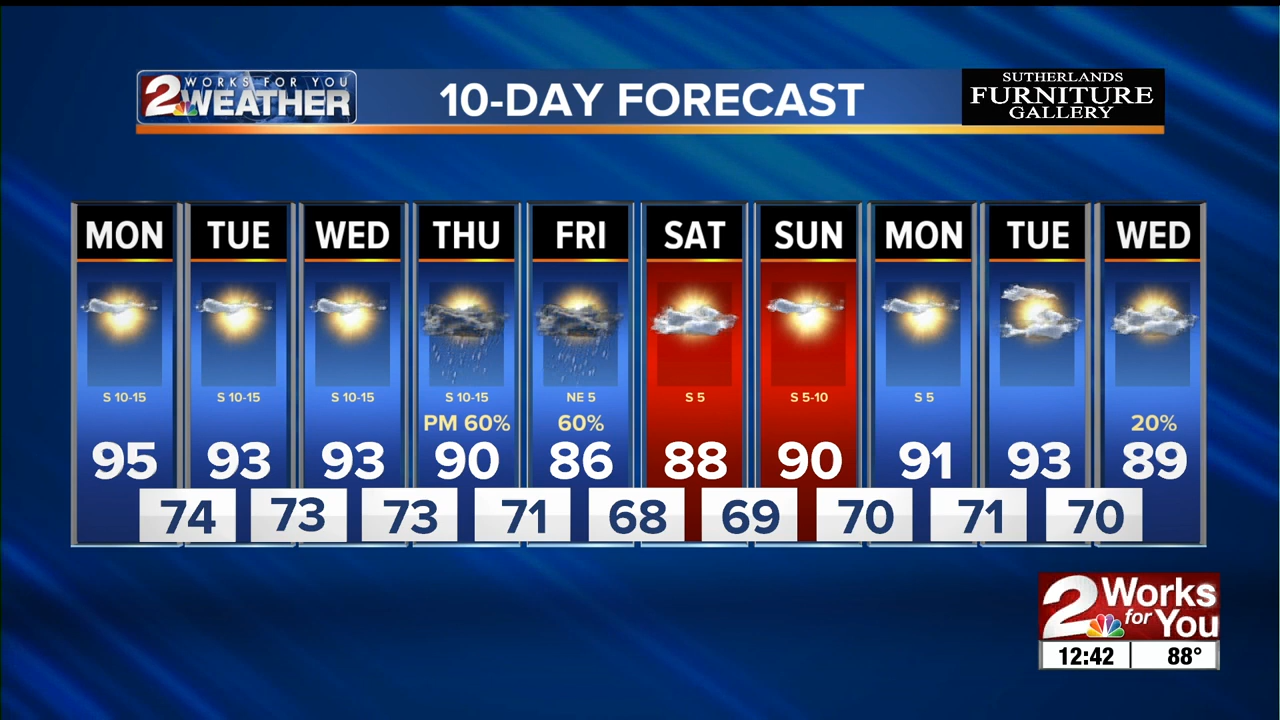 WORKS FOR YOU
2 WEATHER
10-DAY FORECAST
SUTHERLANDS
FURNITURE
GALLERY
MON TUE WED THU FRI SAT SUN MON TUE WED
S 10-15 S 10-15 S 10-15 S 10-15 NE 5 S 5 S 5-10 S 5
PM 60% 60% 20%
95 93 93 90 86 88 90 91 93 89
74 73 73 71 68 69 70 71 70
2 Works
for You
12:42 88°